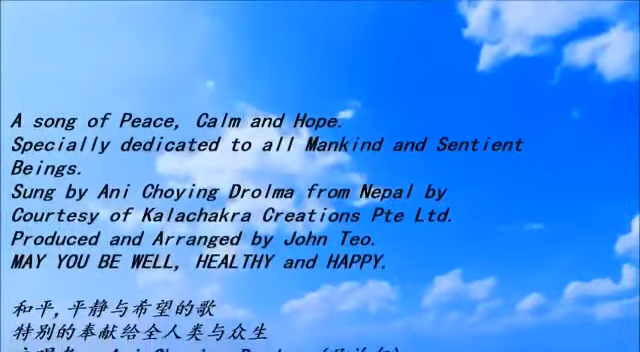 A song of Peace, Calm and Hope.
Specially dedicated to all Mankind and Sentient
Beings.
Sung by Ani Choying Drolma from Nepal by
Courtesy of Kalachakra Creations Pte Ltd.
Produced and Arranged by John Teo.
MAY YOU BE WELL, HEALTHY and HAPPY.
和平,平静与希望的歌
特别的奉献给全人类与众生
Ani Choying